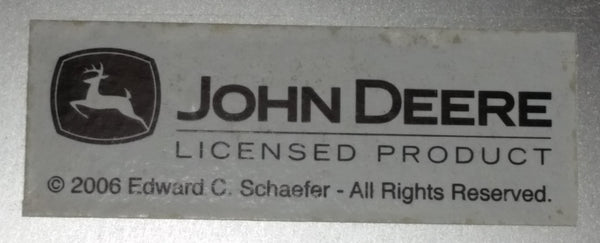 JOHN DEERE
LICENSED PRODUCT
© 2006 Edward C. Schaefer - All Rights Reserved.